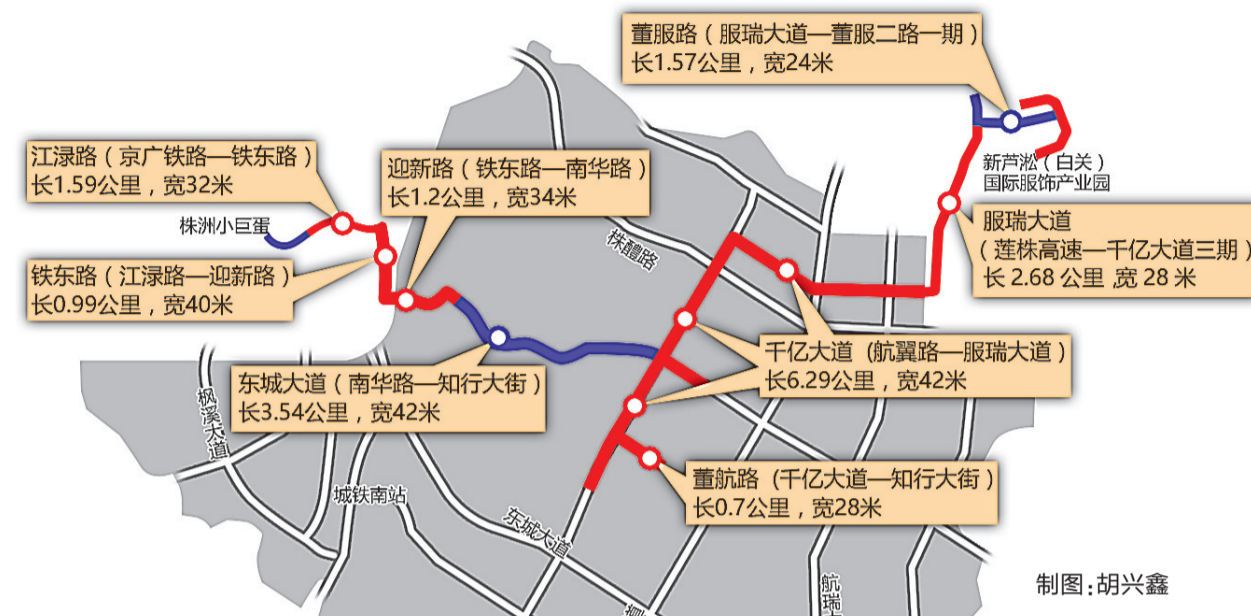 董服路（服瑞大道—董服二路一期）
长1.57公里，宽24米
江渌路（京广铁路—铁东路）
长1.59公里，宽32米
迎新路（铁东路—南华路）
长1.2公里，宽34米
新芦淞（白关）
国际服饰产业园
株洲小巨蛋
服瑞大道
（莲株高速—千亿大道三期）
长 2.68 公里,宽 28 米
株醴路
铁东路（江渌路—迎新路）
长0.99公里，宽40米
千亿大道（航翼路—服瑞大道）
长6.29公里，宽42米
东城大道（南华路—知行大街）
长3.54公里，宽42米
枫溪大道
董航路（千亿大道—知行大街）
长0.7公里，宽28米
城铁南站
东城大道
航瑞大
制图:胡兴鑫